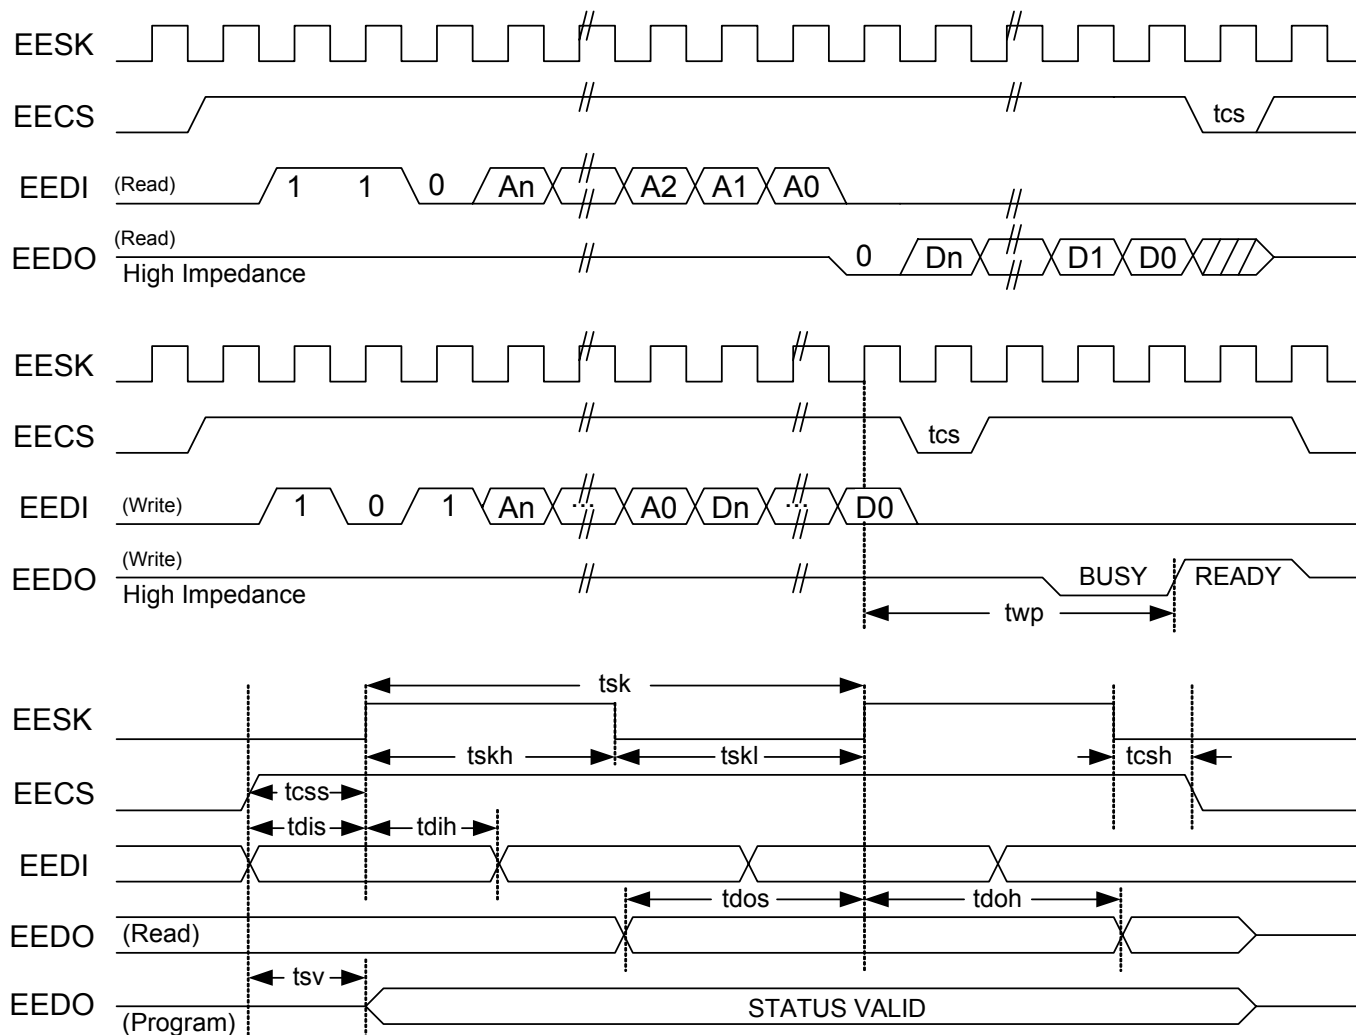 EESK
EECS tcs
EEDI (Read) 1 1 0 An A2 A1 A0
EEDO (Read) High Impedance 0 Dn D1 D0
EESK
EECS tcs
EEDI (Write) 1 0 1 An ... A0 Dn ... D0
EEDO (Write) High Impedance BUSY READY
twp
tsk
EESK
tskh tskl tcsh
EECS tcss
tdis tdih
EEDI
tdos tdoh
EEDO (Read)
tsv
EEDO (Program) STATUS VALID